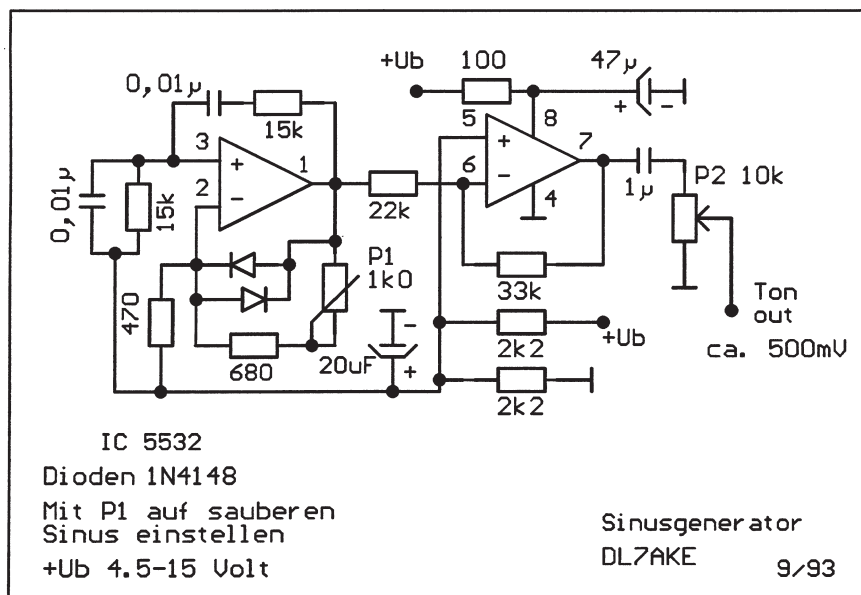 +Ub
100
47µ
+ -
0,01µ
15k
5
8
3
+
1
+
7
6
-
2
-
4
1µ
P2 10k
0,01µ
15k
22k
P1
1k0
33k
Ton
out
ca. 500mV
470
680
-
20uF
+
2k2
+Ub
2k2
IC 5532
Dioden 1N4148
Mit P1 auf sauberen
Sinus einstellen
+Ub 4.5-15 Volt
Sinusgenerator
DL7AKE
9/93